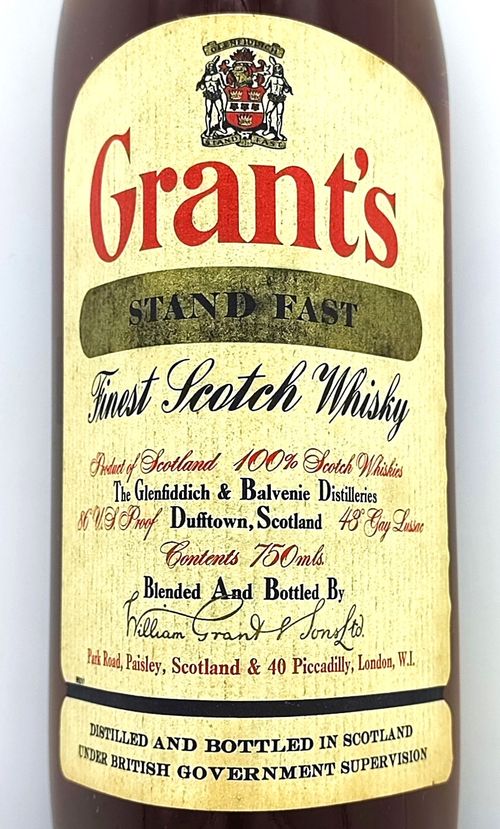 GLENFIDDICH
STAND FAST
Grant's
STAND FAST
Finest Scotch Whisky
Product of Scotland 100% Scotch Whiskies
The Glenfiddich & Balvenie Distilleries
86° U.S. Proof Dufftown, Scotland 43° Gay Lussac
Contents 750mls.
Blended And Bottled By
William Grant & Sons Ltd.
Park Road, Paisley, Scotland & 40 Piccadilly, London, W.I.
DISTILLED AND BOTTLED IN SCOTLAND
UNDER BRITISH GOVERNMENT SUPERVISION